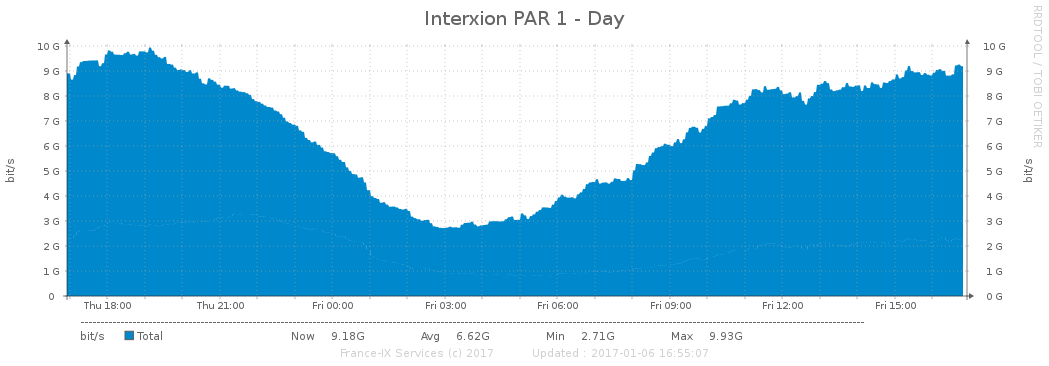 Interxion PAR 1 - Day
RRDTOOL / TOBI OETIKER
bit/s
10 G 10 G
9 G 9 G
8 G 8 G
7 G 7 G
6 G 6 G
5 G 5 G
4 G 4 G
3 G 3 G
2 G 2 G
1 G 1 G
0 0 G
bit/s
Thu 18:00 Thu 21:00 Fri 00:00 Fri 03:00 Fri 06:00 Fri 09:00 Fri 12:00 Fri 15:00
bit/s Total Now 9.18G Avg 6.62G Min 2.71G Max 9.93G
France-IX Services (c) 2017 Updated : 2017-01-06 16:55:07